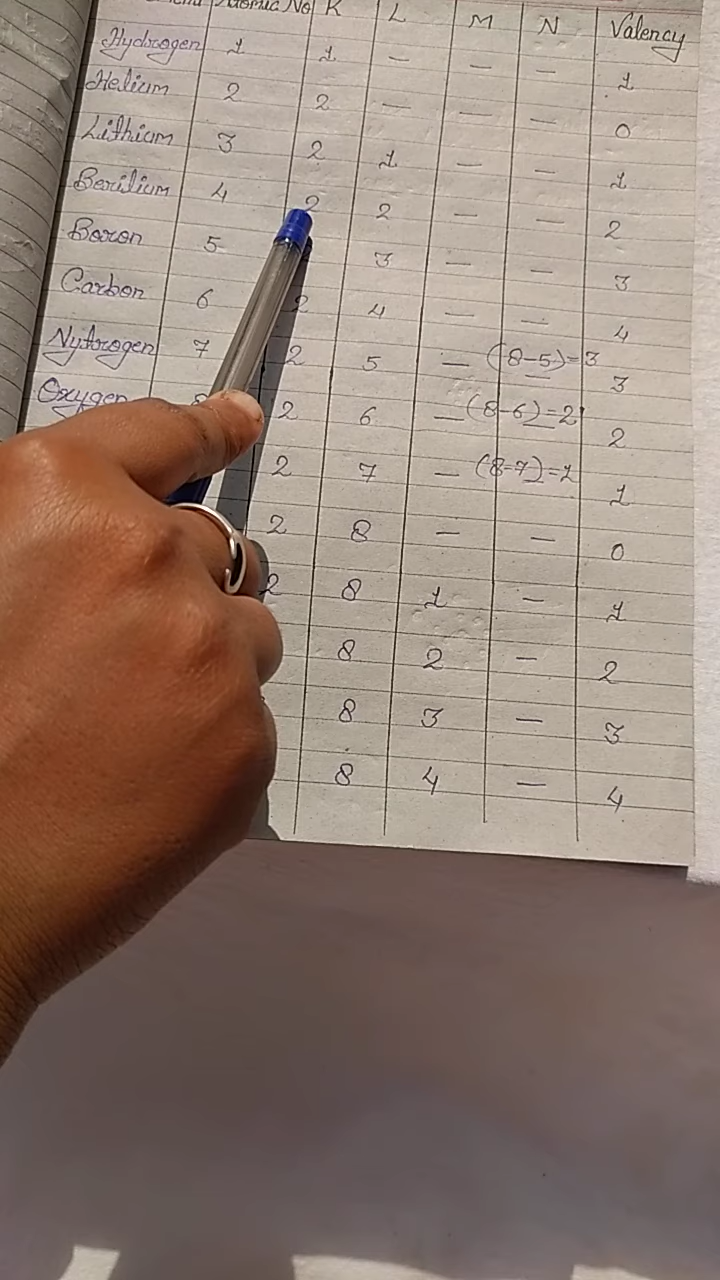 Atomic No K L M N Valency
Hydrogen 1 1 — — — 1
Helium 2 2 — — — 0
Lithium 3 2 1 — — 1
Berilium 4 2 2 — — 2
Boron 5 3 — — 3
Carbon 6 2 4 — — 4
Nytrogen 7 2 5 — (8-5)=3 — 3
Oxygen 8 2 6 — (8-6)=2 — 2
2 7 — (8-7)=1 — 1
2 8 — — 0
2 8 1 — 1
8 2 — 2
8 3 — 3
8 4 — 4